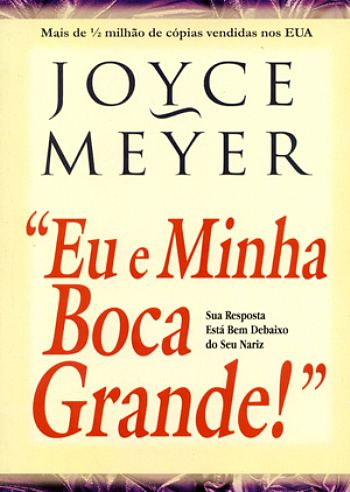 Mais de ½ milhão de cópias vendidas nos EUA
JOYCE
MEYER
"Eu e Minha
Boca
Sua Resposta
Está Bem Debaixo
do Seu Nariz
Grande!"